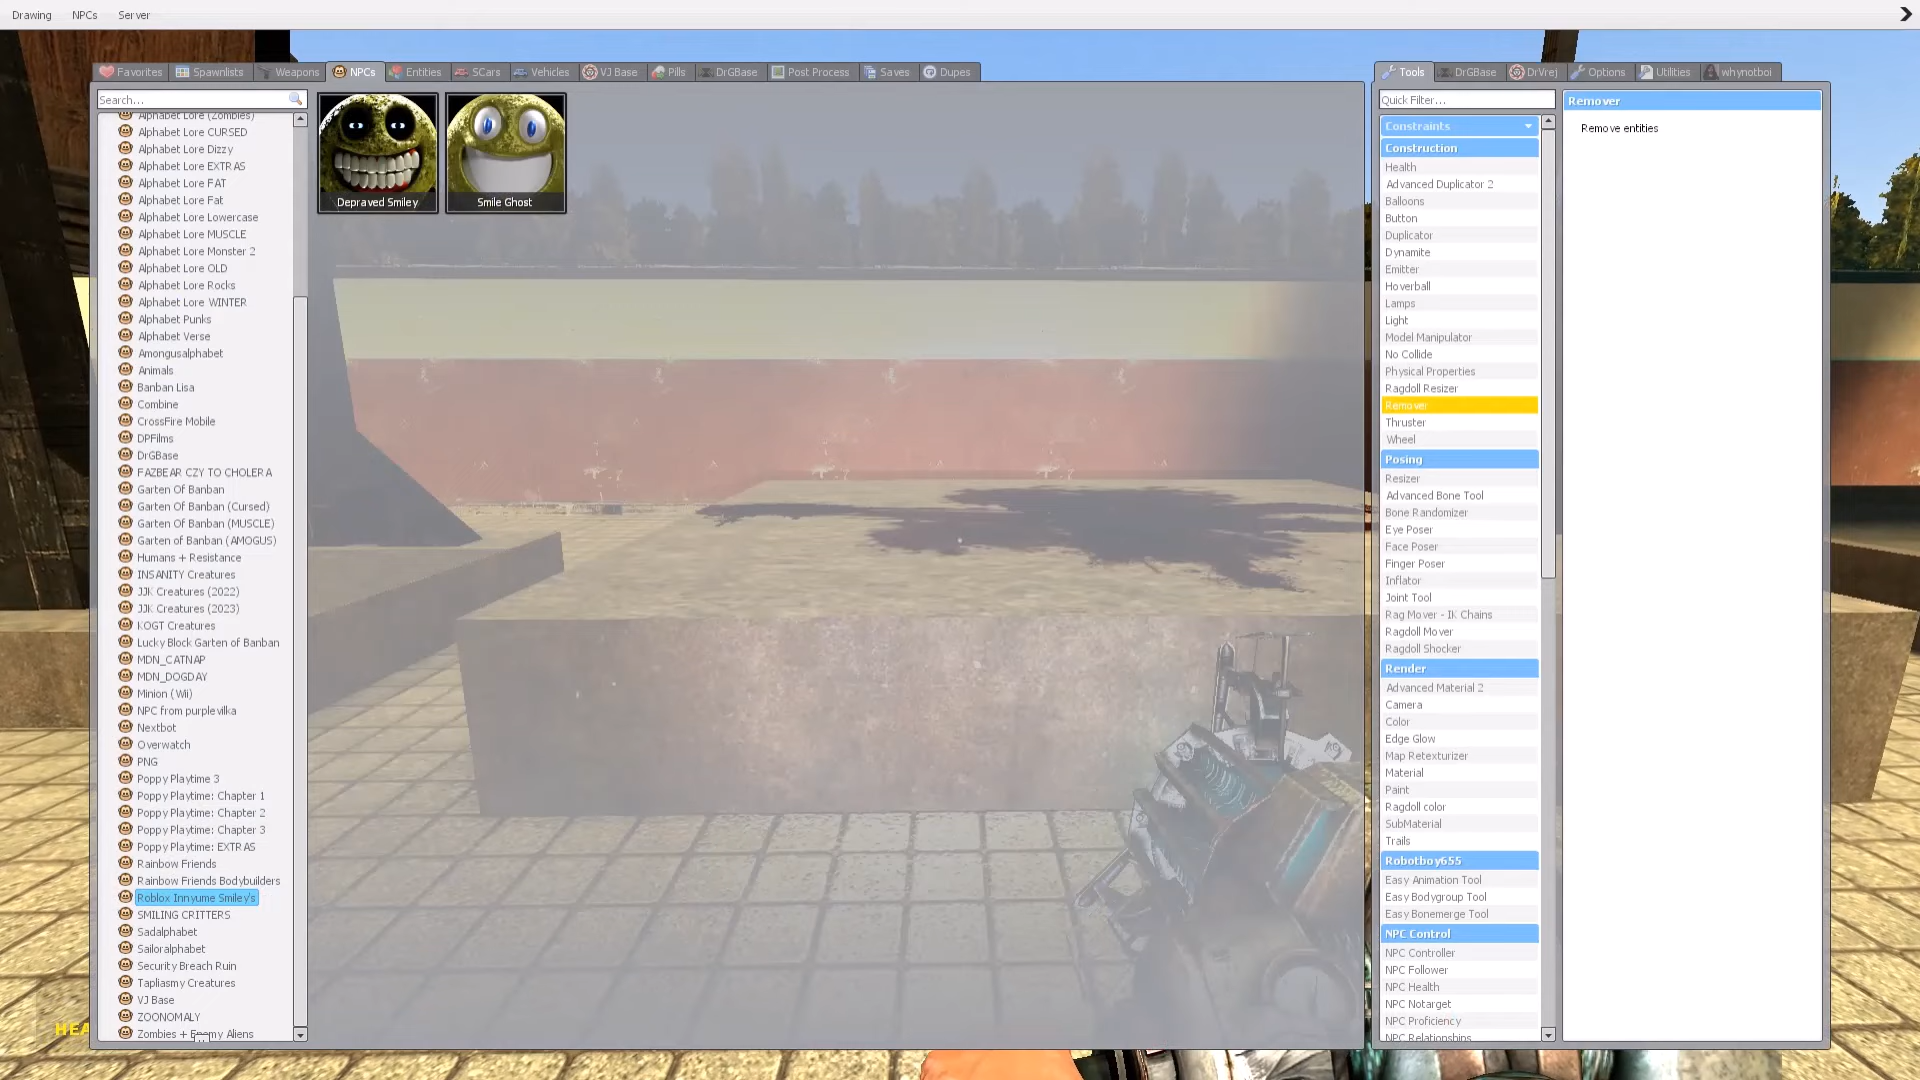 Drawing NPCs Server
Favorites Spawnlists Weapons NPCs Entities SCars Vehicles VJ Base Pills DrGBase Post Process Saves Dupes
Tools DrGBase DrVrej Options Utilities whynotboi
Search...
Alphabet Lore (Zombies)
Alphabet Lore CURSED
Alphabet Lore Dizzy
Alphabet Lore EXTRAS
Alphabet Lore FAT
Alphabet Lore Fat
Alphabet Lore Lowercase
Alphabet Lore MUSCLE
Alphabet Lore Monster 2
Alphabet Lore OLD
Alphabet Lore Rocks
Alphabet Lore WINTER
Alphabet Punks
Alphabet Verse
Amongusalphabet
Animals
Banban Lisa
Combine
CrossFire Mobile
DPFilms
DrGBase
FAZBEAR CZY TO CHOLERA
Garten Of Banban
Garten Of Banban (Cursed)
Garten Of Banban (MUSCLE)
Garten of Banban (AMOGUS)
Humans + Resistance
INSANITY Creatures
JJK Creatures (2022)
JJK Creatures (2023)
KOGT Creatures
Lucky Block Garten of Banban
MDN_CATNAP
MDN_DOGDAY
Minion (Wii)
NPC from purplevilka
Nextbot
Overwatch
PNG
Poppy Playtime 3
Poppy Playtime: Chapter 1
Poppy Playtime: Chapter 2
Poppy Playtime: Chapter 3
Poppy Playtime: EXTRAS
Rainbow Friends
Rainbow Friends Bodybuilders
Roblox Innyume Smiley's
SMILING CRITTERS
Sadalphabet
Sailoralphabet
Security Breach Ruin
Tapliasmy Creatures
VJ Base
ZOONOMALY
Zombies + Enemy Aliens
Depraved Smiley
Smile Ghost
Quick Filter...
Constraints
Construction
Health
Advanced Duplicator 2
Balloons
Button
Duplicator
Dynamite
Emitter
Hoverball
Lamps
Light
Model Manipulator
No Collide
Physical Properties
Ragdoll Resizer
Remover
Thruster
Wheel
Posing
Resizer
Advanced Bone Tool
Bone Randomizer
Eye Poser
Face Poser
Finger Poser
Inflator
Joint Tool
Rag Mover - IK Chains
Ragdoll Mover
Ragdoll Shocker
Render
Advanced Material 2
Camera
Color
Edge Glow
Map Retexturizer
Material
Paint
Ragdoll color
SubMaterial
Trails
Robotboy655
Easy Animation Tool
Easy Bodygroup Tool
Easy Bonemerge Tool
NPC Control
NPC Controller
NPC Follower
NPC Health
NPC Notarget
NPC Proficiency
NPC Relationships
Remover
Remove entities
HEA